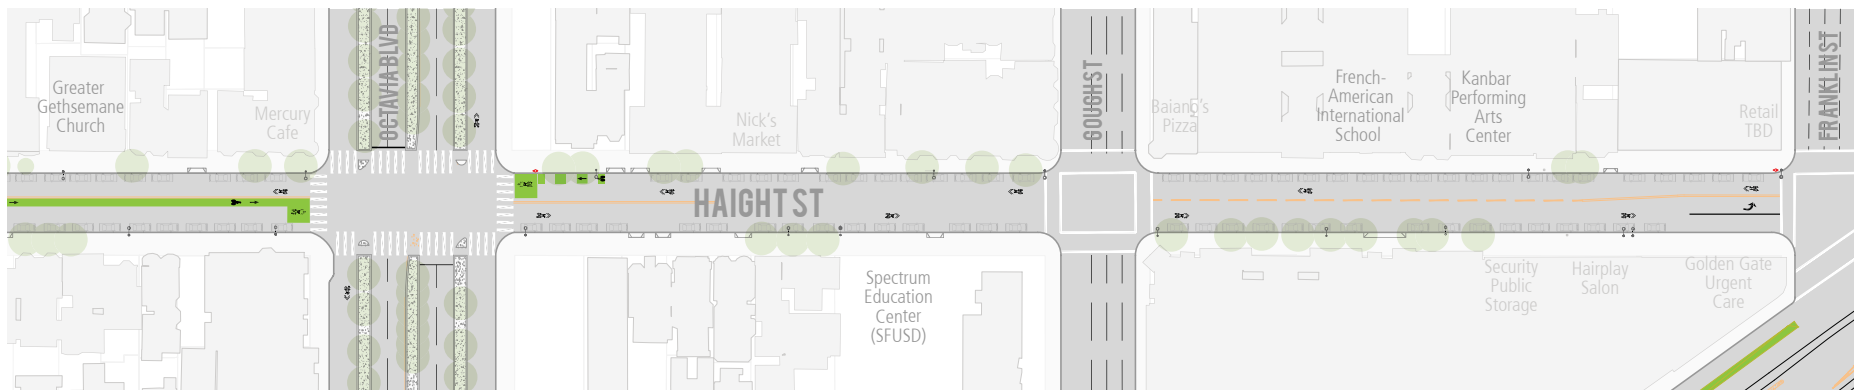 Greater
Gethsemane
Church
Mercury
Cafe
OCTAVIA BLVD
Nick's
Market
HAIGHT ST
GOUGH ST
Baiano's
Pizza
French-
American
International
School
Kanbar
Performing
Arts
Center
Retail
TBD
FRANKLIN ST
Spectrum
Education
Center
(SFUSD)
Security
Public
Storage
Hairplay
Salon
Golden Gate
Urgent
Care